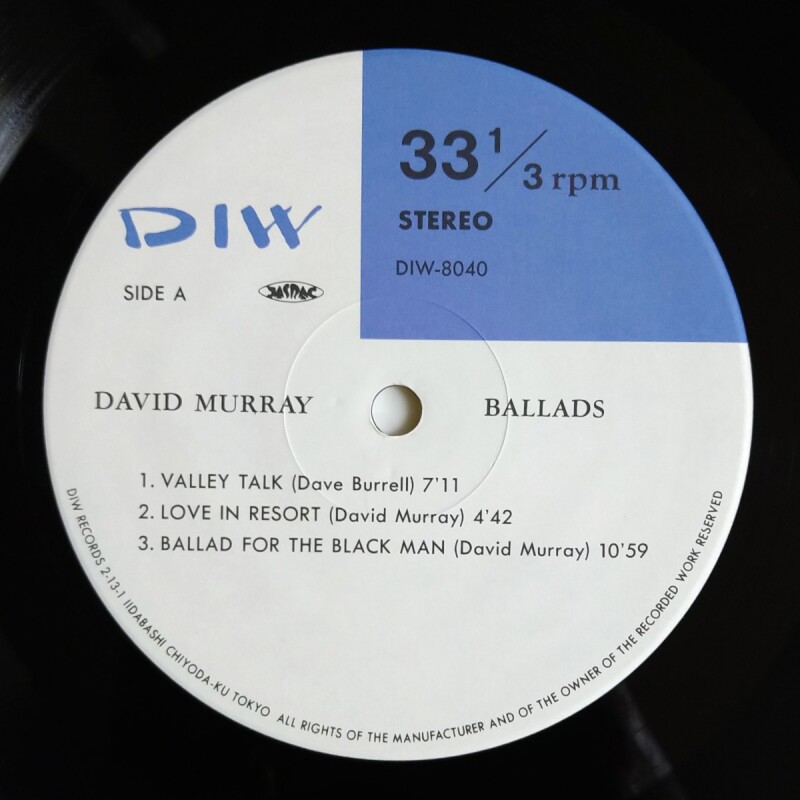 33 1/3 rpm
STEREO
DIW-8040
DIW
SIDE A
JASRAC
DAVID MURRAY
BALLADS
1. VALLEY TALK (Dave Burrell) 7'11
2. LOVE IN RESORT (David Murray) 4'42
3. BALLAD FOR THE BLACK MAN (David Murray) 10'59
DIW RECORDS 2-13-1 IIDABASHI CHIYODA-KU TOKYO ALL RIGHTS OF THE MANUFACTURER AND OF THE OWNER OF THE RECORDED WORK RESERVED